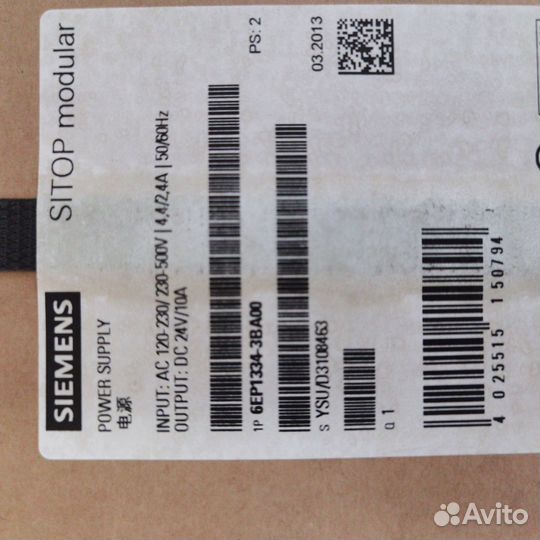 SIEMENS
SITOP modular
POWER SUPPLY
电源
INPUT: AC 120-230/ 230-500V | 4,4/2,4A | 50/60Hz
OUTPUT: DC 24V/10A
PS: 2
1P 6EP1334-3BA00
03.2013
S YSU/D3108463
Q 1
4 025515 150794
Avito